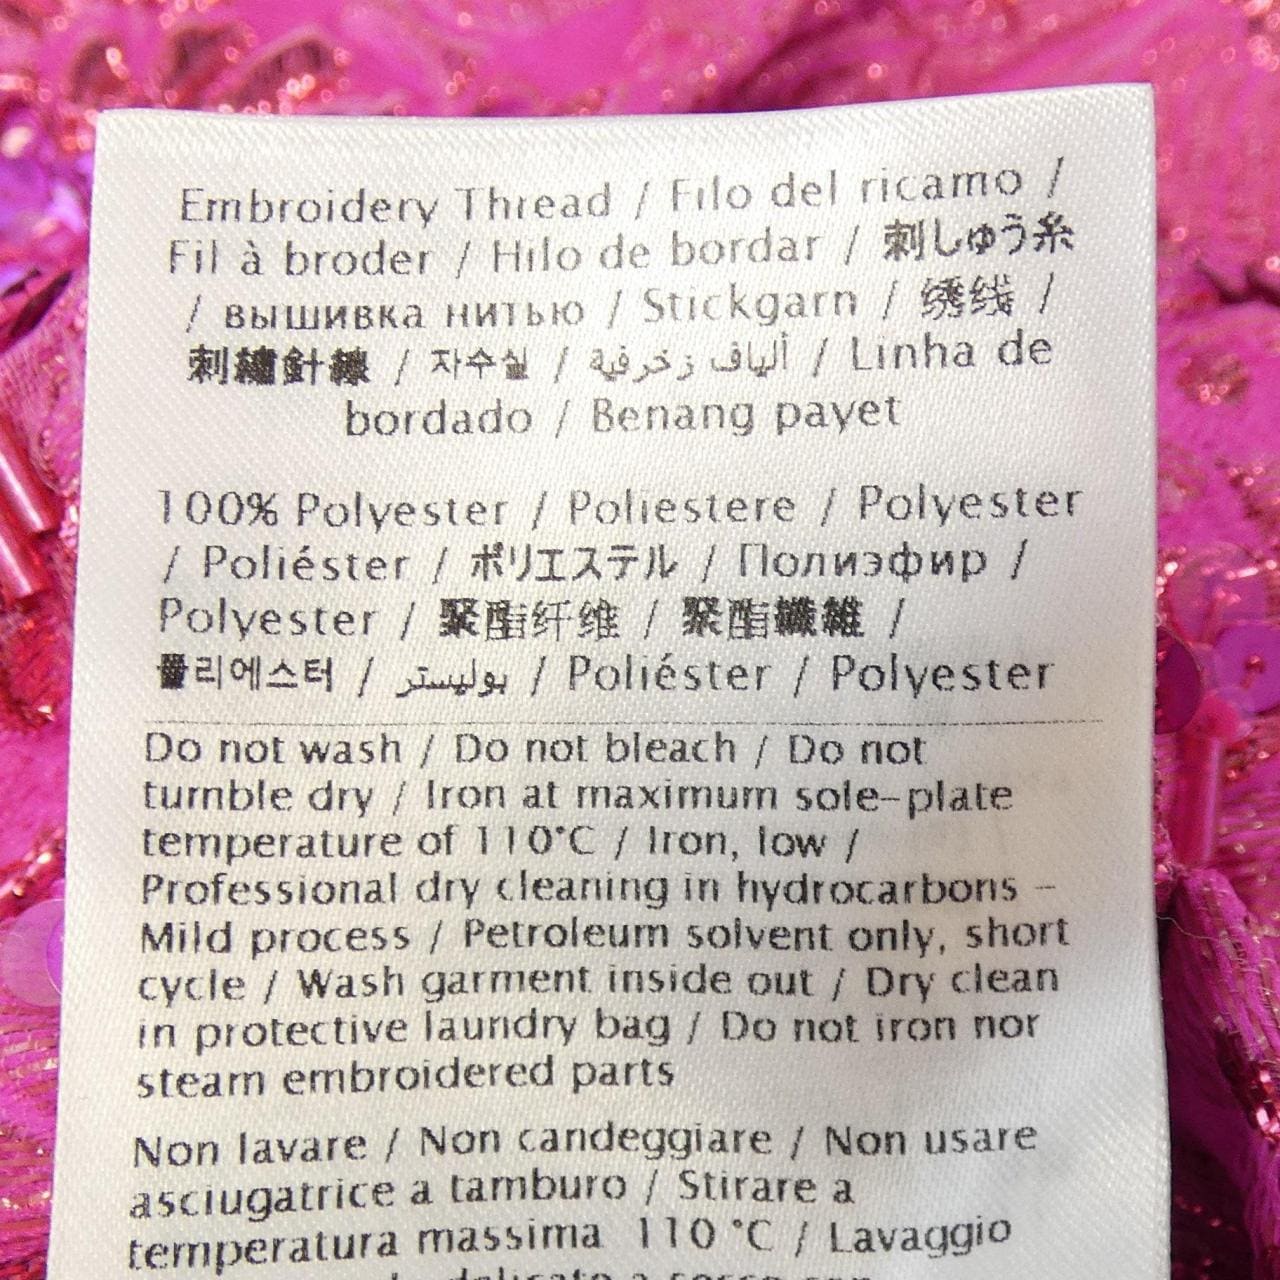 Embroidery Thread / Filo del ricamo /
Fil à broder / Hilo de bordar / 刺しゅう糸
/ вышивка нитью / Stickgarn / 绣线 /
刺繡針線 / 자수실 / ألياف زخرفية / Linha de
bordado / Benang payet
100% Polyester / Poliestere / Polyester
/ Poliéster / ポリエステル / Полиэфир /
Polyester / 聚酯纤维 / 聚酯纖維 /
폴리에스터 / بوليستر / Poliéster / Polyester
Do not wash / Do not bleach / Do not
tumble dry / Iron at maximum sole-plate
temperature of 110°C / Iron, low /
Professional dry cleaning in hydrocarbons -
Mild process / Petroleum solvent only, short
cycle / Wash garment inside out / Dry clean
in protective laundry bag / Do not iron nor
steam embroidered parts
Non lavare / Non candeggiare / Non usare
asciugatrice a tamburo / Stirare a
temperatura massima 110 °C / Lavaggio
delicato a secco con